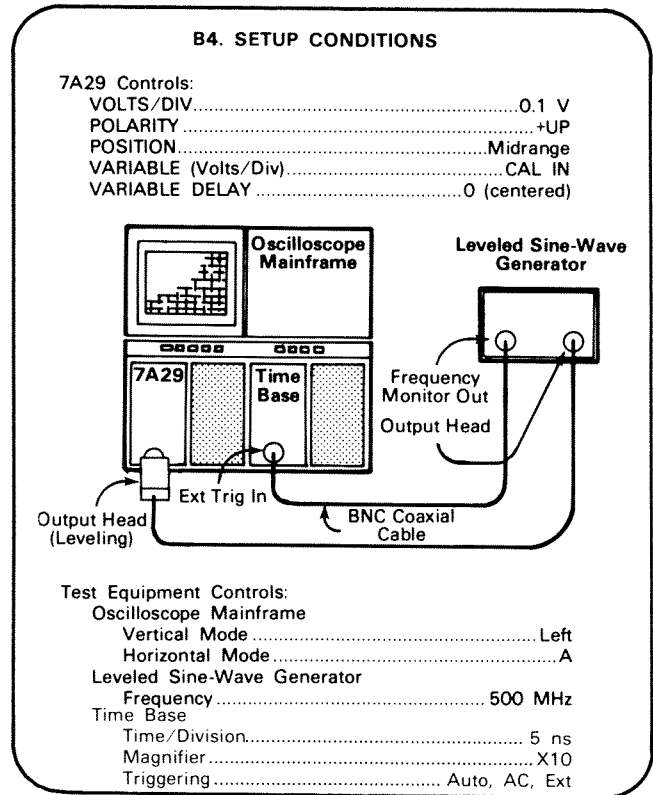 B4. SETUP CONDITIONS
7A29 Controls:
VOLTS/DIV..........0.1 V
POLARITY..........+UP
POSITION..........Midrange
VARIABLE (Volts/Div)..........CAL IN
VARIABLE DELAY..........0 (centered)
Oscilloscope
Mainframe
Leveled Sine-Wave
Generator
7A29
Time
Base
Frequency
Monitor Out
Output Head
Ext Trig In
Output Head
(Leveling)
BNC Coaxial
Cable
Test Equipment Controls:
Oscilloscope Mainframe
Vertical Mode..........Left
Horizontal Mode..........A
Leveled Sine-Wave Generator
Frequency..........500 MHz
Time Base
Time/Division..........5 ns
Magnifier..........X10
Triggering..........Auto, AC, Ext